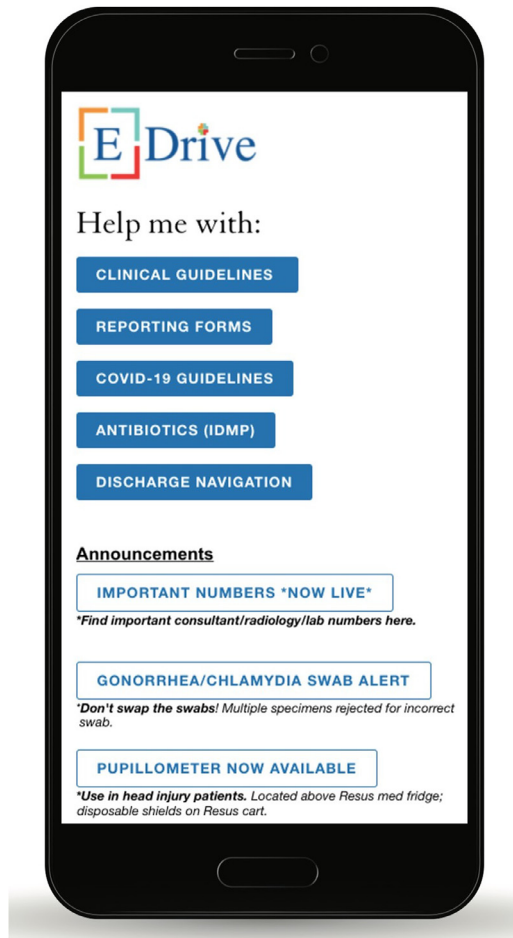 E Drive
Help me with:
CLINICAL GUIDELINES
REPORTING FORMS
COVID-19 GUIDELINES
ANTIBIOTICS (IDMP)
DISCHARGE NAVIGATION
Announcements
IMPORTANT NUMBERS *NOW LIVE*
*Find important consultant/radiology/lab numbers here.
GONORRHEA/CHLAMYDIA SWAB ALERT
*Don't swap the swabs! Multiple specimens rejected for incorrect
swab.
PUPILLOMETER NOW AVAILABLE
*Use in head injury patients. Located above Resus med fridge;
disposable shields on Resus cart.